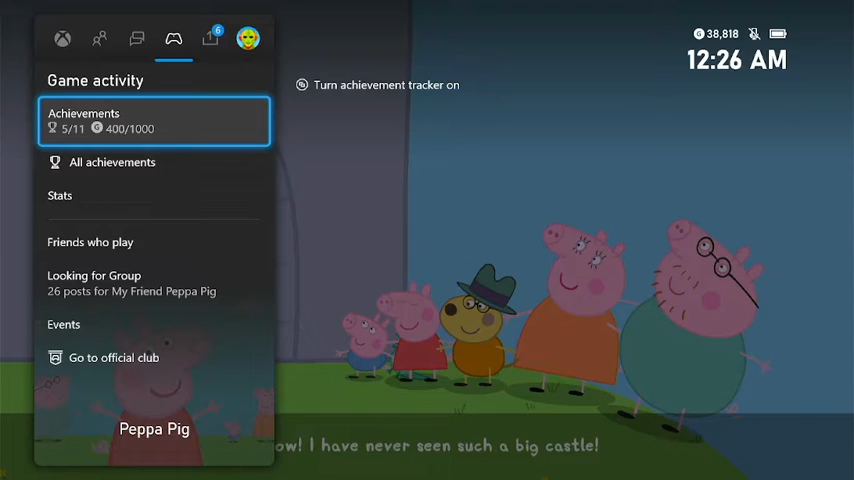 6
G 38,818
12:26 AM
Game activity
Turn achievement tracker on
Achievements
5/11 G 400/1000
All achievements
Stats
Friends who play
Looking for Group
26 posts for My Friend Peppa Pig
Events
Go to official club
Peppa Pig
ow! I have never seen such a big castle!